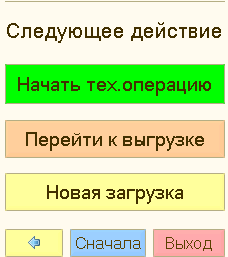 Следующее действие
Начать тех.операцию
Перейти к выгрузке
Новая загрузка
Сначала Выход